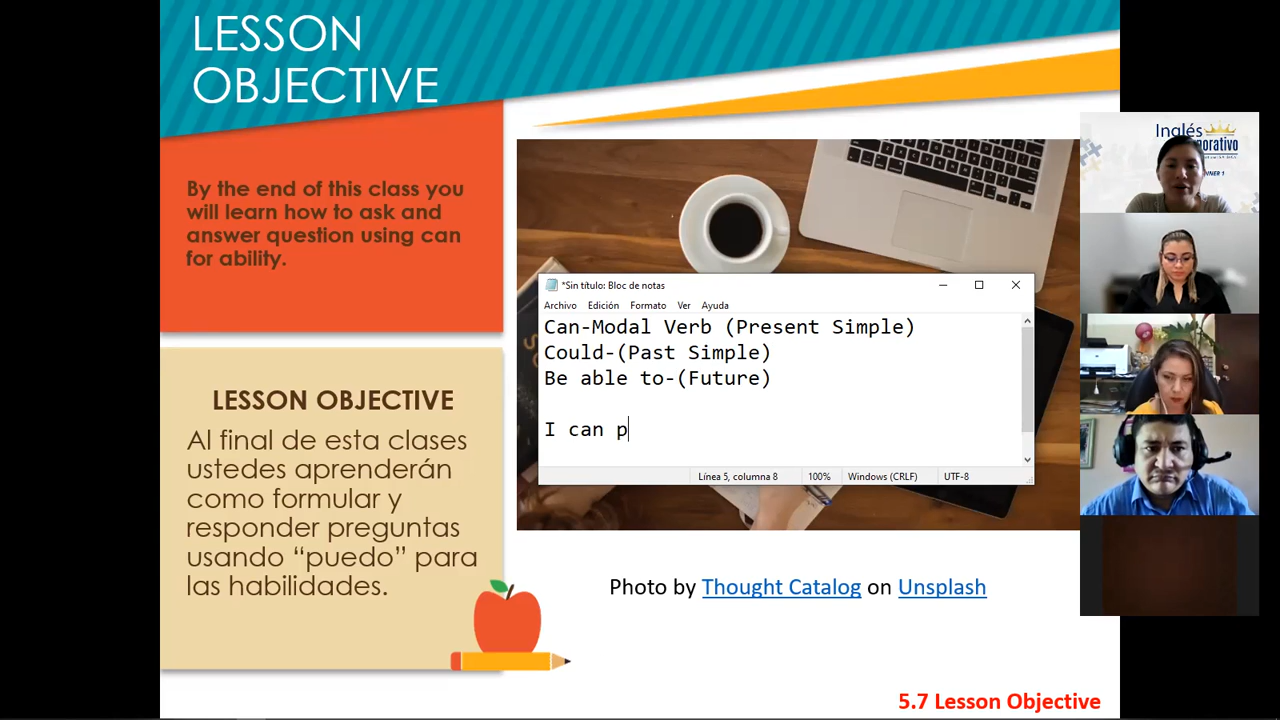 LESSON
OBJECTIVE
By the end of this class you
will learn how to ask and
answer question using can
for ability.
LESSON OBJECTIVE
Al final de esta clases
ustedes aprenderán
como formular y
responder preguntas
usando “puedo” para
las habilidades.
*Sin título: Bloc de notas
Archivo Edición Formato Ver Ayuda
Can-Modal Verb (Present Simple)
Could-(Past Simple)
Be able to-(Future)
I can p
Línea 5, columna 8 100% Windows (CRLF) UTF-8
Photo by Thought Catalog on Unsplash
5.7 Lesson Objective
Inglés